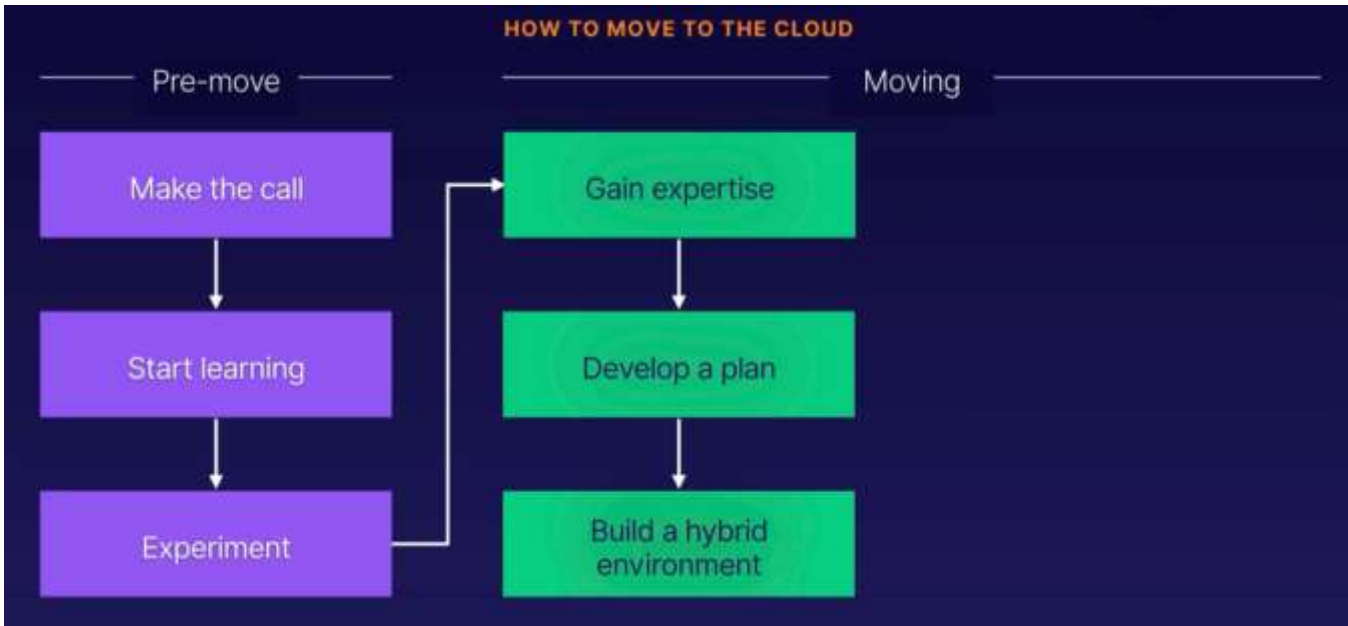 HOW TO MOVE TO THE CLOUD
Pre-move
Moving
Make the call
Start learning
Experiment
Gain expertise
Develop a plan
Build a hybrid
environment